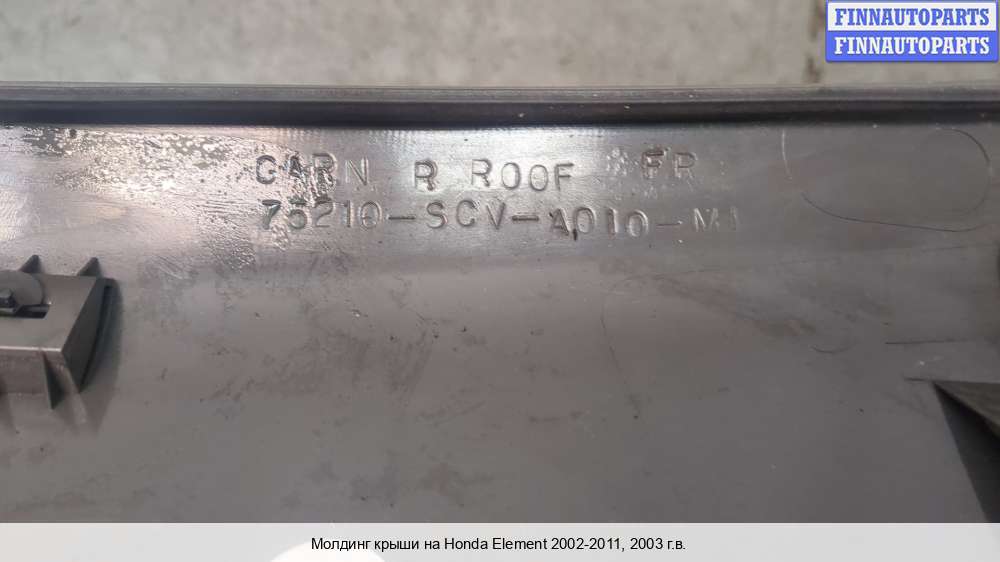 FINNAUTOPARTS
FINNAUTOPARTS
GARN R ROOF FR
75210-SCV-A010-M1
Молдинг крыши на Honda Element 2002-2011, 2003 г.в.